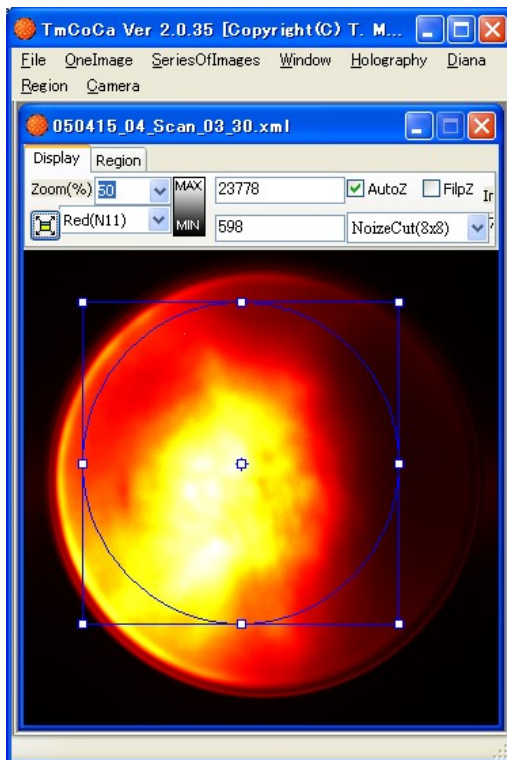 TmCoCa Ver 2.0.35 [Copyright(C) T. M...
File OneImage SeriesOfImages Window Holography Diana
Region Camera
050415_04_Scan_03_30.xml
Display Region
Zoom(%) 50 MAX 23778 AutoZ FilpZ
Red(N11) MIN 598 NoizeCut(8x8)